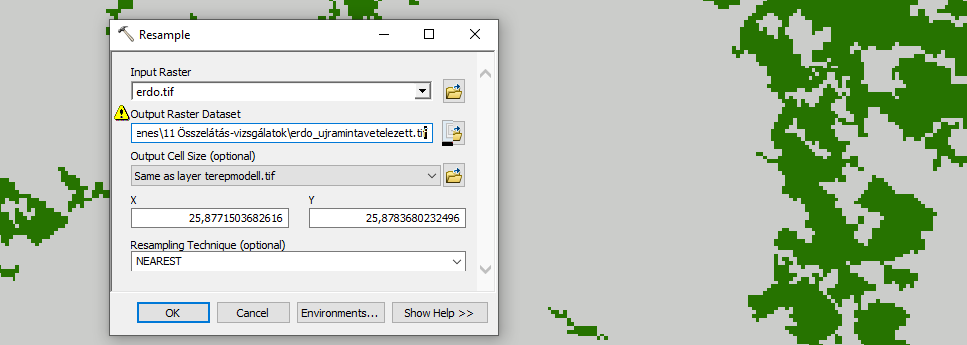 Resample
Input Raster
erdo.tif
Output Raster Dataset
enes\11 Összelátás-vizsgálatok\erdo_ujramintavetelezett.tif
Output Cell Size (optional)
Same as layer terepmodell.tif
X Y
25,8771503682616 25,8783680232496
Resampling Technique (optional)
NEAREST
OK Cancel Environments... Show Help >>